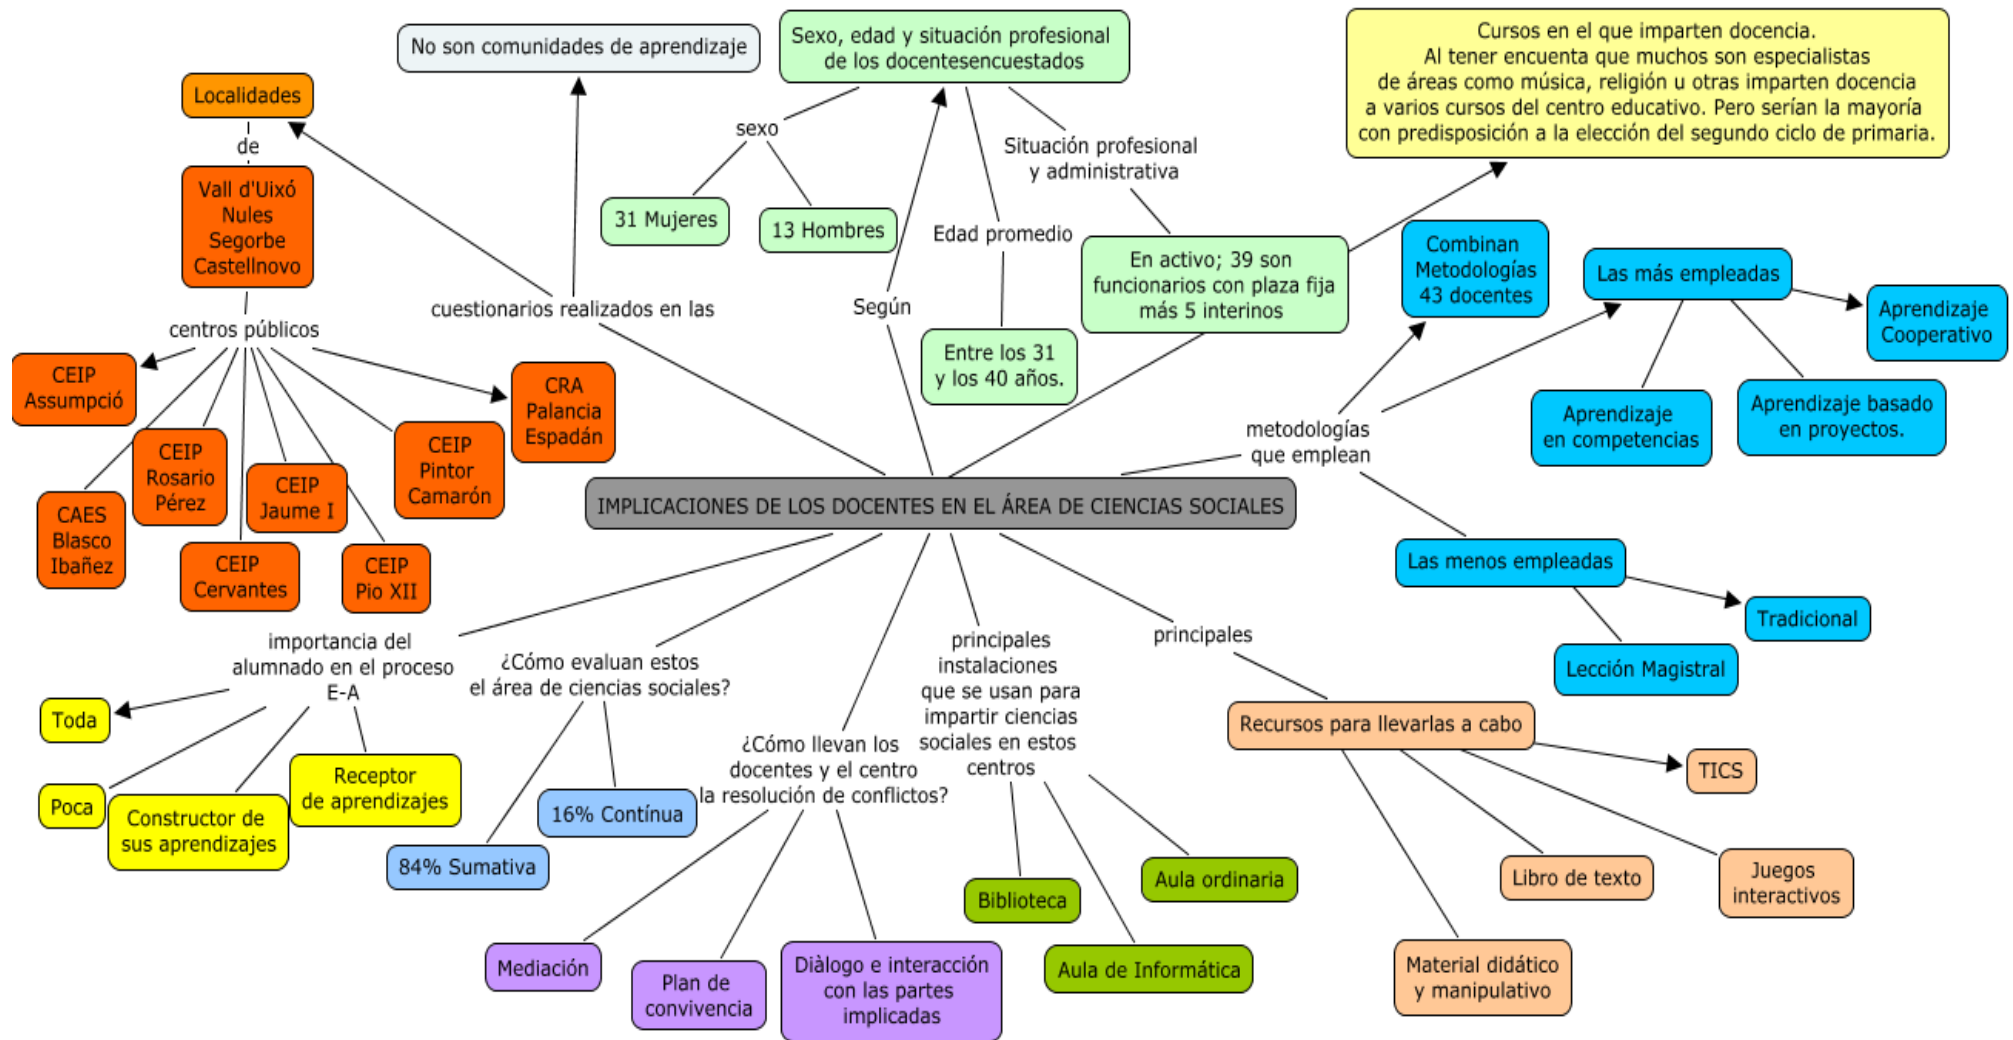 No son comunidades de aprendizaje
Sexo, edad y situación profesional
de los docentesencuestados
Cursos en el que imparten docencia.
Al tener encuenta que muchos son especialistas
de áreas como música, religión u otras imparten docencia
a varios cursos del centro educativo. Pero serían la mayoría
con predisposición a la elección del segundo ciclo de primaria.
Localidades
de
Vall d'Uixó
Nules
Segorbe
Castellnovo
centros públicos
CEIP
Assumpció
CAES
Blasco
Ibañez
CEIP
Rosario
Pérez
CEIP
Cervantes
CEIP
Jaume I
CEIP
Pio XII
CEIP
Pintor
Camarón
CRA
Palancia
Espadán
cuestionarios realizados en las
sexo
31 Mujeres
13 Hombres
Según
Edad promedio
Entre los 31
y los 40 años.
Situación profesional
y administrativa
En activo; 39 son
funcionarios con plaza fija
más 5 interinos
Combinan
Metodologías
43 docentes
Las más empleadas
Aprendizaje
Cooperativo
Aprendizaje
en competencias
Aprendizaje basado
en proyectos.
metodologías
que emplean
IMPLICACIONES DE LOS DOCENTES EN EL ÁREA DE CIENCIAS SOCIALES
Las menos empleadas
Tradicional
Lección Magistral
importancia del
alumnado en el proceso
E-A
Toda
Poca
Constructor de
sus aprendizajes
Receptor
de aprendizajes
¿Cómo evaluan estos
el área de ciencias sociales?
84% Sumativa
16% Contínua
¿Cómo llevan los
docentes y el centro
la resolución de conflictos?
Mediación
Plan de
convivencia
Diàlogo e interacción
con las partes
implicadas
principales
instalaciones
que se usan para
impartir ciencias
sociales en estos
centros
Biblioteca
Aula de Informática
Aula ordinaria
principales
Recursos para llevarlas a cabo
TICS
Libro de texto
Juegos
interactivos
Material didático
y manipulativo